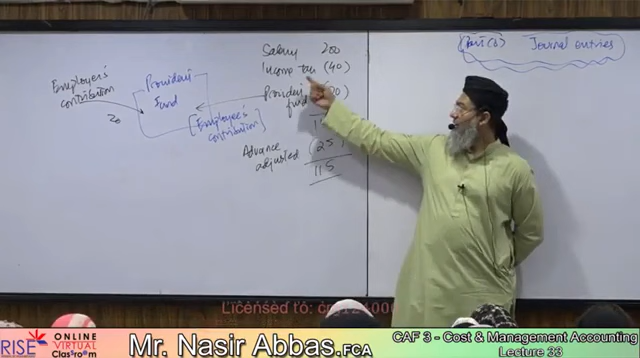 Salary 200
Income tax (40)
Provident
fund
Advance (25)
adjusted
115
Employer's
contribution
20
Provident
Fund
[Employee's
contribution]
Journal entries
Licensed to:
RISE ONLINE
VIRTUAL
Classroom
Mr. Nasir Abbas.FCA
CAF 3 - Cost & Management Accounting
Lecture 33